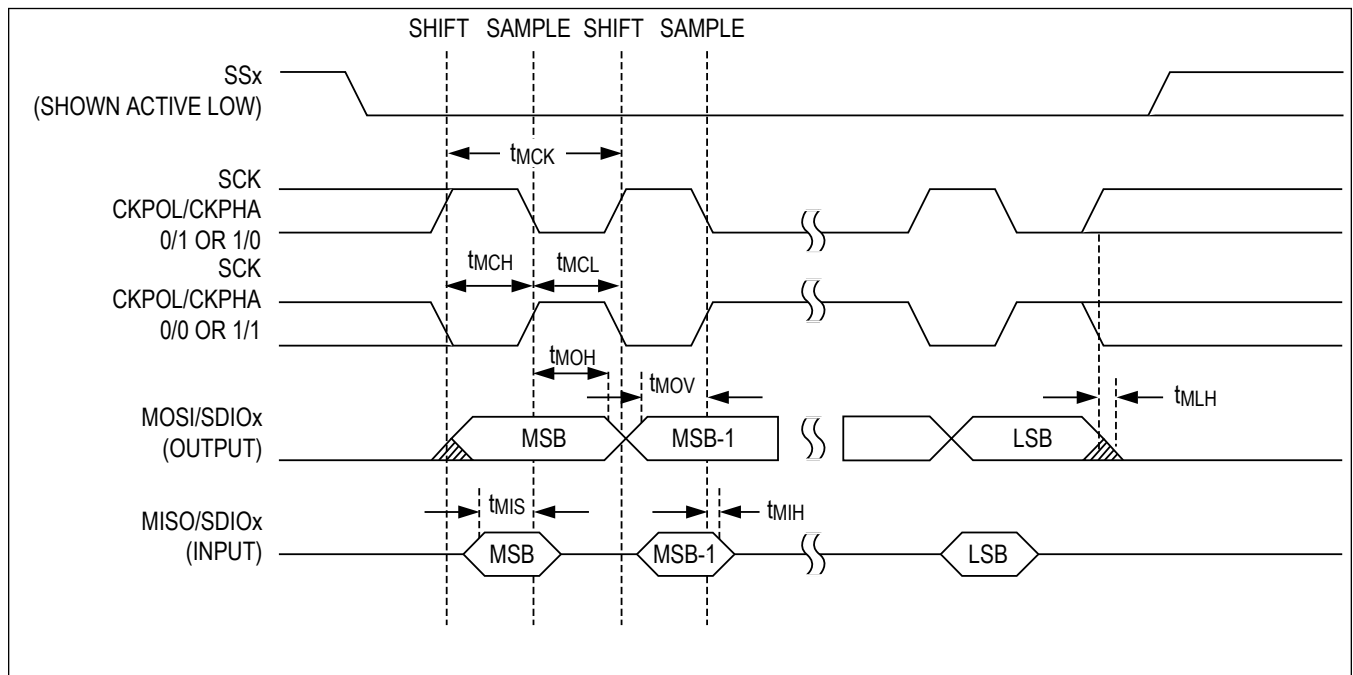 SHIFT SAMPLE SHIFT SAMPLE
SSx
(SHOWN ACTIVE LOW)
tMCK
SCK
CKPOL/CKPHA
0/1 OR 1/0
tMCH tMCL
SCK
CKPOL/CKPHA
0/0 OR 1/1
tMOH
tMOV
tMLH
MOSI/SDIOx
(OUTPUT)
MSB MSB-1 LSB
tMIS
tMIH
MISO/SDIOx
(INPUT)
MSB MSB-1 LSB